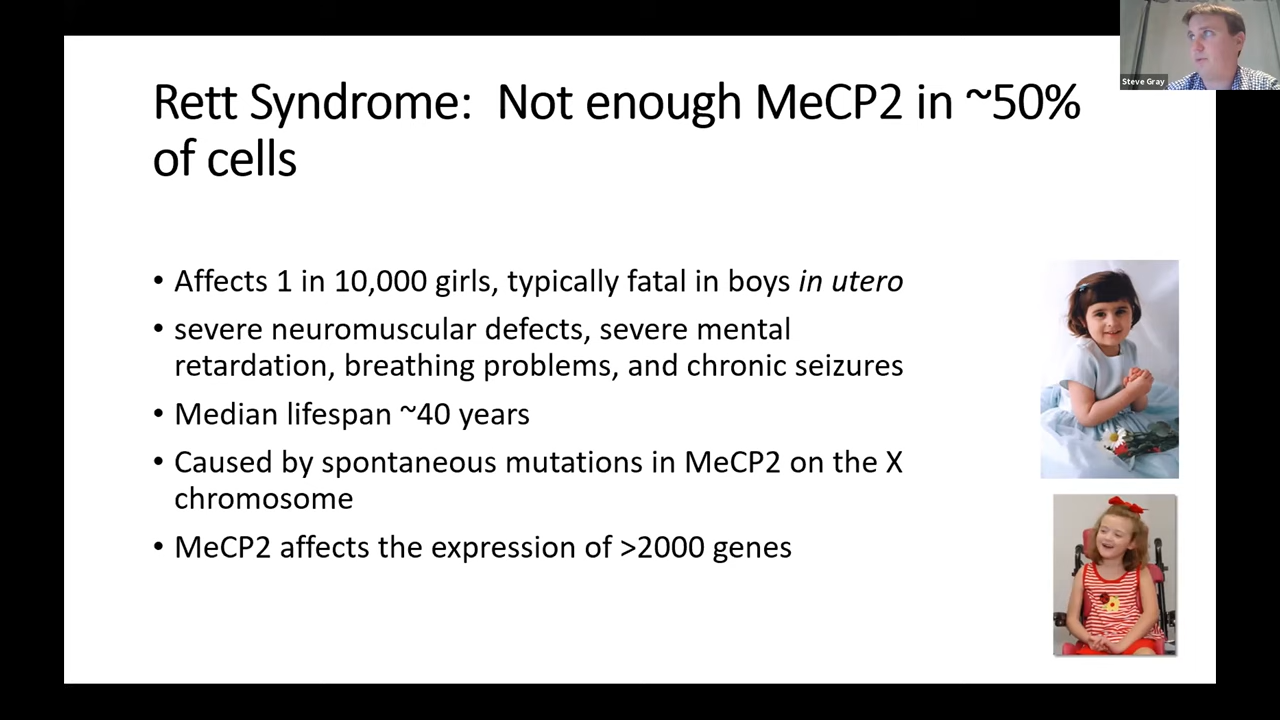 Steve Gray
Rett Syndrome:  Not enough MeCP2 in ~50%
of cells
• Affects 1 in 10,000 girls, typically fatal in boys in utero
• severe neuromuscular defects, severe mental
retardation, breathing problems, and chronic seizures
• Median lifespan ~40 years
• Caused by spontaneous mutations in MeCP2 on the X
chromosome
• MeCP2 affects the expression of >2000 genes